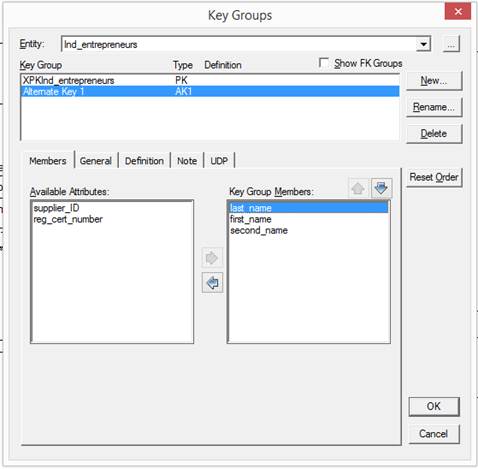 Key Groups
Entity: Ind_entrepreneurs ...
Key Group Type Definition Show FK Groups
XPKInd_entrepreneurs PK
Alternate Key 1 AK1
New...
Rename...
Delete
Members General Definition Note UDP
Reset Order
Available Attributes: Key Group Members:
supplier_ID last_name
reg_cert_number first_name
second_name
OK
Cancel